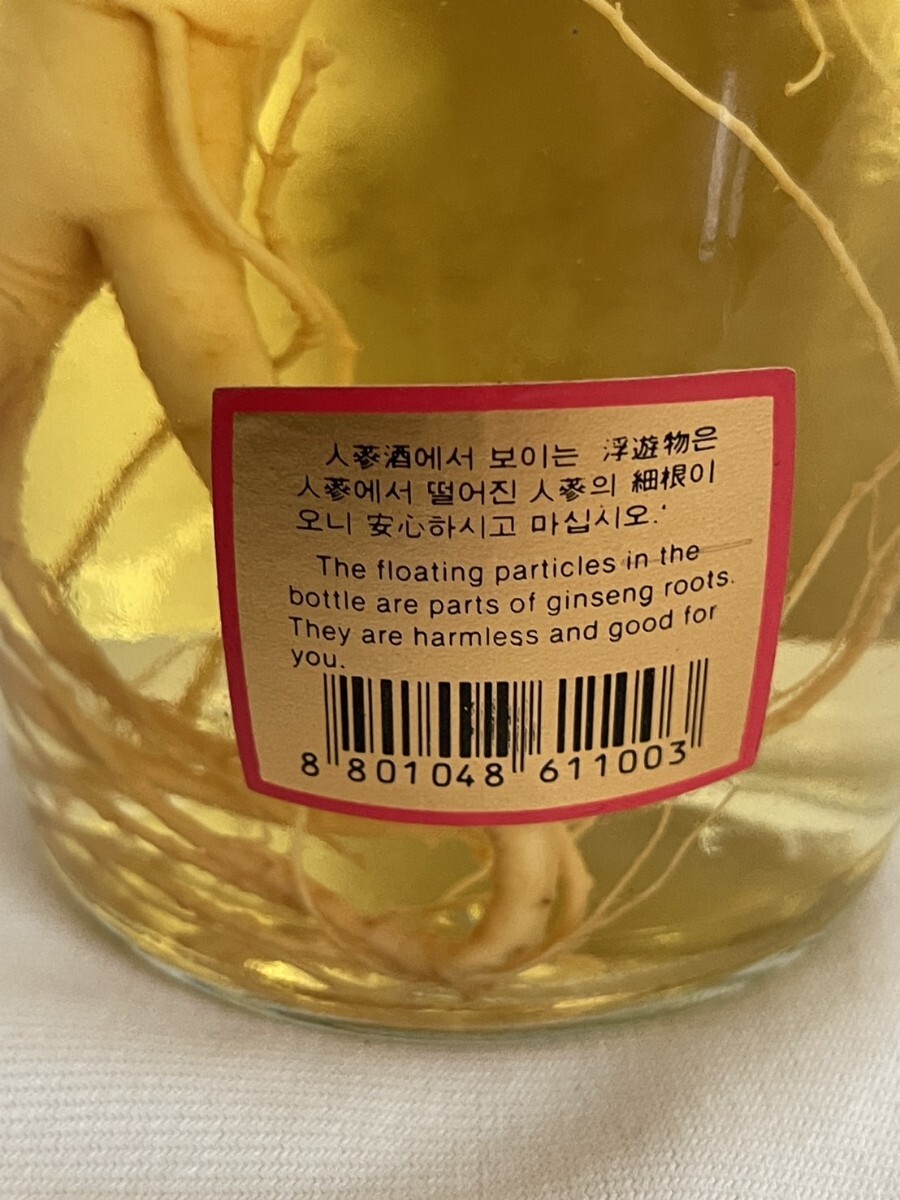 人蔘酒에서 보이는 浮遊物은
人蔘에서 떨어진 人蔘의 細根이
오니 安心하시고 마십시오.
The floating particles in the
bottle are parts of ginseng roots.
They are harmless and good for
you.
8 801048 611003